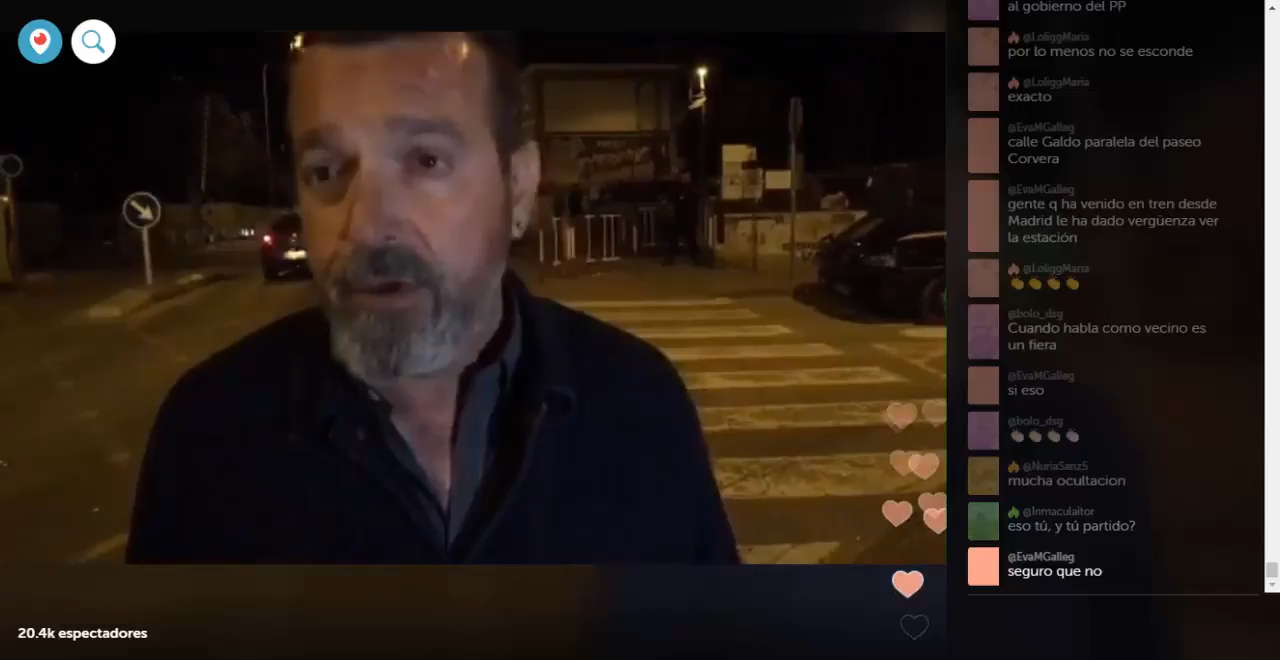 al gobierno del PP
@LoliggMaria
por lo menos no se esconde
@LoliggMaria
exacto
@EvaMGalleg
calle Galdo paralela del paseo
Corvera
@EvaMGalleg
gente q ha venido en tren desde
Madrid le ha dado vergüenza ver
la estación
@LoliggMaria
@bolo_dsg
Cuando habla como vecino es
un fiera
@EvaMGalleg
si eso
@bolo_dsg
@NuriaSanzS
mucha ocultacion
@Inmaculaitor
eso tú, y tú partido?
@EvaMGalleg
seguro que no
20.4k espectadores